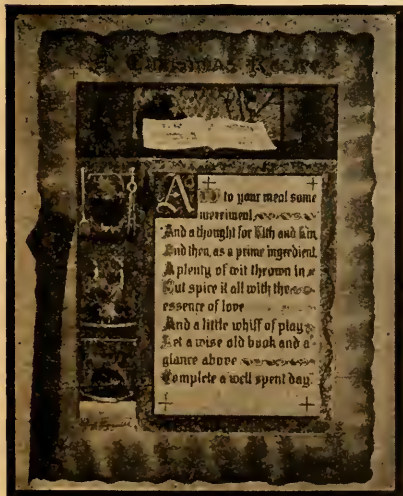 A Christmas Recipe
ADD to your meal some
merriment
And a thought for kith and kin
And then, as a prime ingredient,
A plenty of wit thrown in
But spice it all with the
essence of love
And a little whiff of play
Let a wise old book and a
glance above
Complete a well spent day.